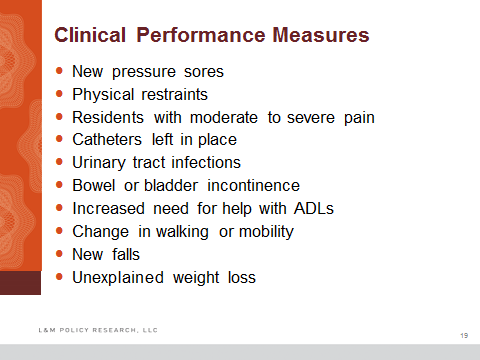 Clinical Performance Measures
• New pressure sores
• Physical restraints
• Residents with moderate to severe pain
• Catheters left in place
• Urinary tract infections
• Bowel or bladder incontinence
• Increased need for help with ADLs
• Change in walking or mobility
• New falls
• Unexplained weight loss
L&M POLICY RESEARCH, LLC
19